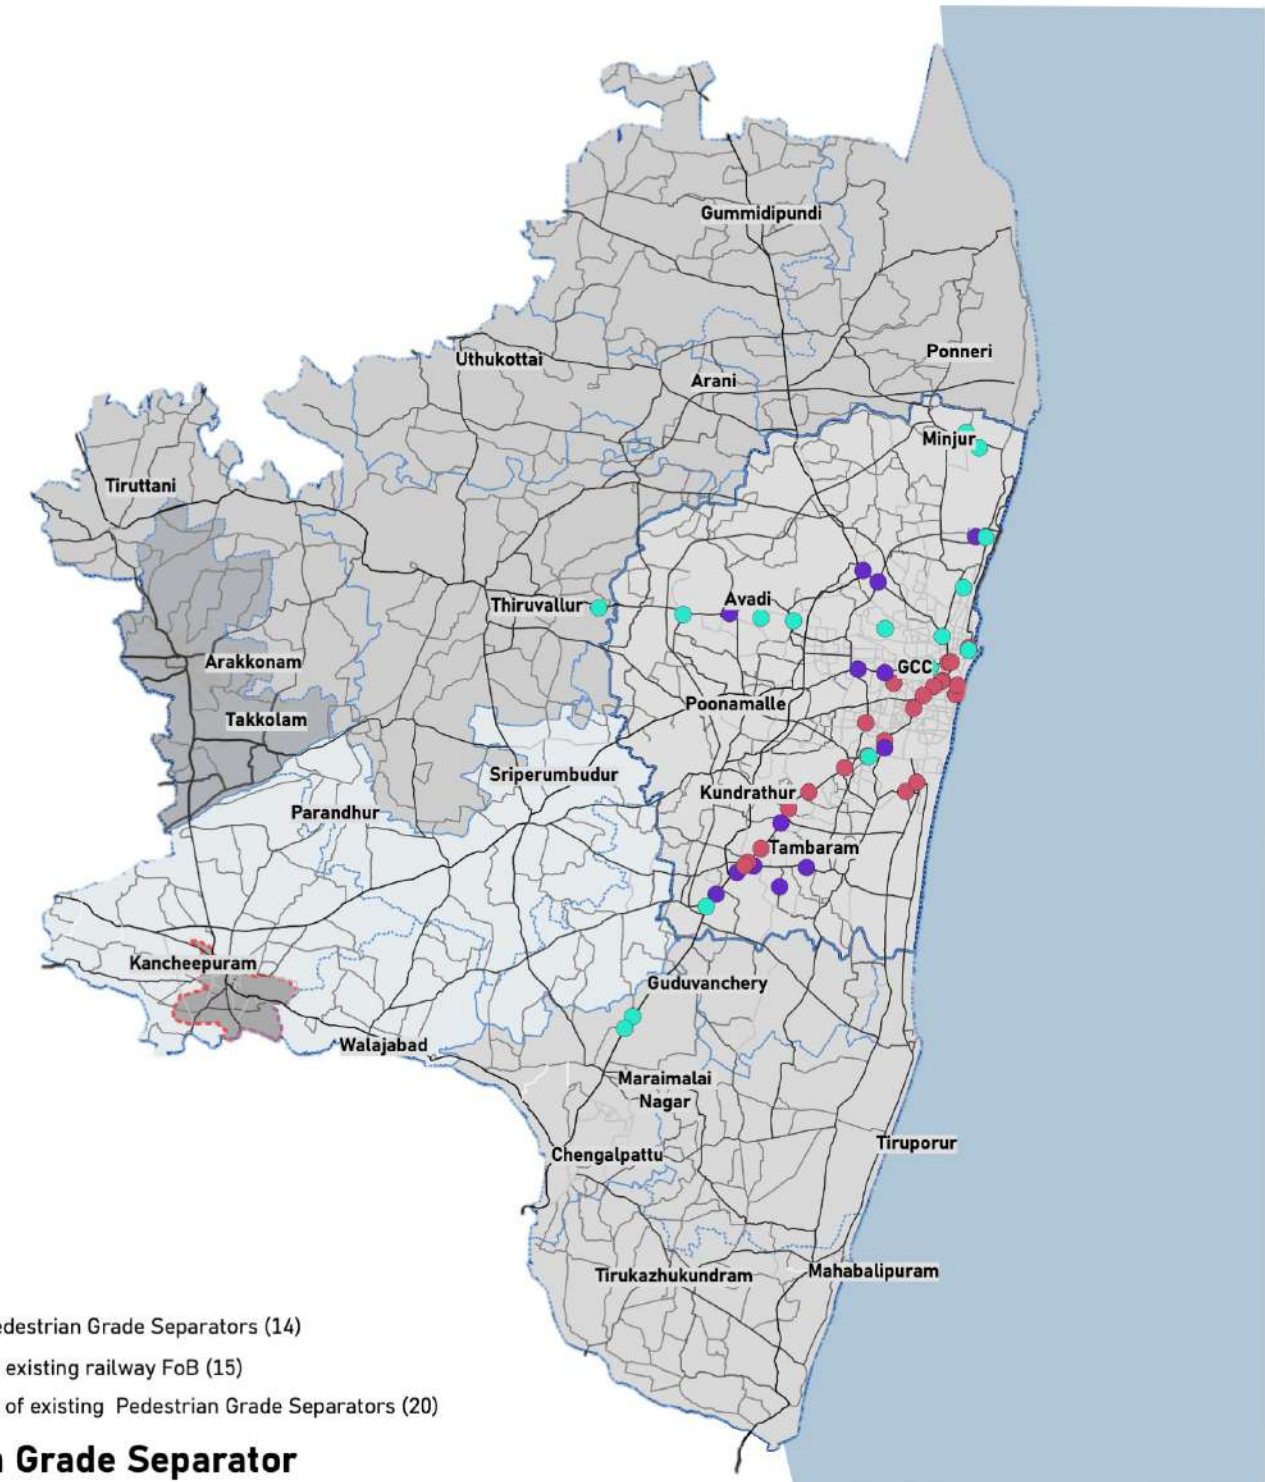 Gummidipundi
Ponneri
Uthukottai
Arani
Minjur
Tiruttani
Avadi
Thiruvallur
Arakkonam
GCC
Poonamalle
Takkolam
Sriperumbudur
Kundrathur
Parandhur
Tambaram
Kancheepuram
Guduvanchery
Walajabad
Maraimalai
Nagar
Tiruporur
Chengalpattu
Mahabalipuram
Tirukazhukundram
edestrian Grade Separators (14)
existing railway FoB (15)
of existing Pedestrian Grade Separators (20)
Grade Separator